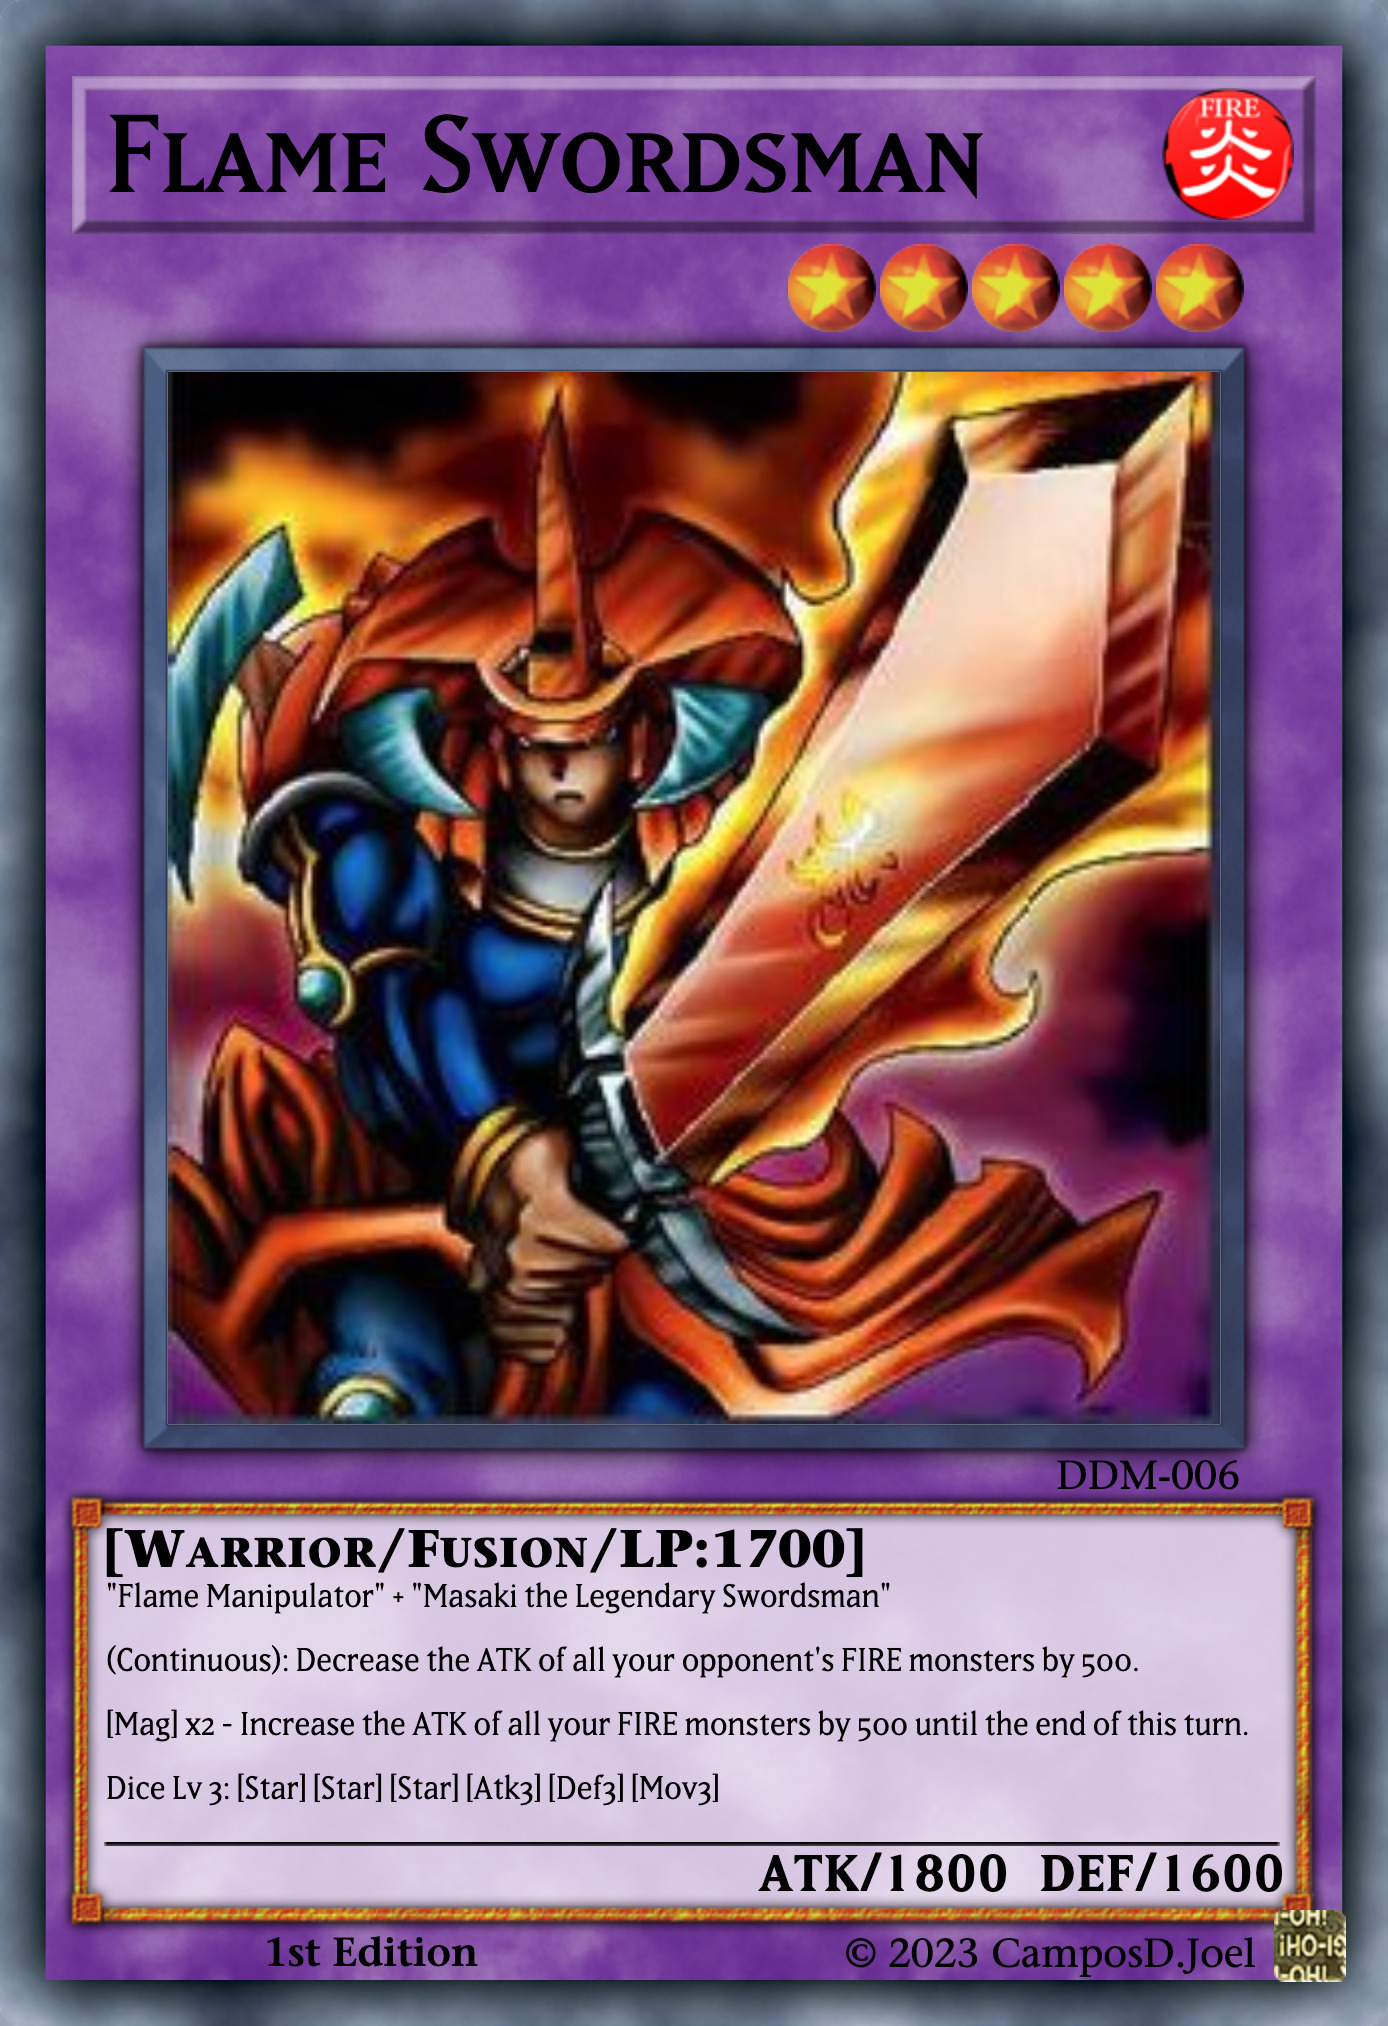 Flame Swordsman
FIRE
炎
DDM-006
[Warrior/Fusion/LP:1700]
"Flame Manipulator" + "Masaki the Legendary Swordsman"
(Continuous): Decrease the ATK of all your opponent's FIRE monsters by 500.
[Mag] x2 - Increase the ATK of all your FIRE monsters by 500 until the end of this turn.
Dice Lv 3: [Star] [Star] [Star] [Atk3] [Def3] [Mov3]
ATK/1800 DEF/1600
1st Edition
© 2023 CamposD.Joel